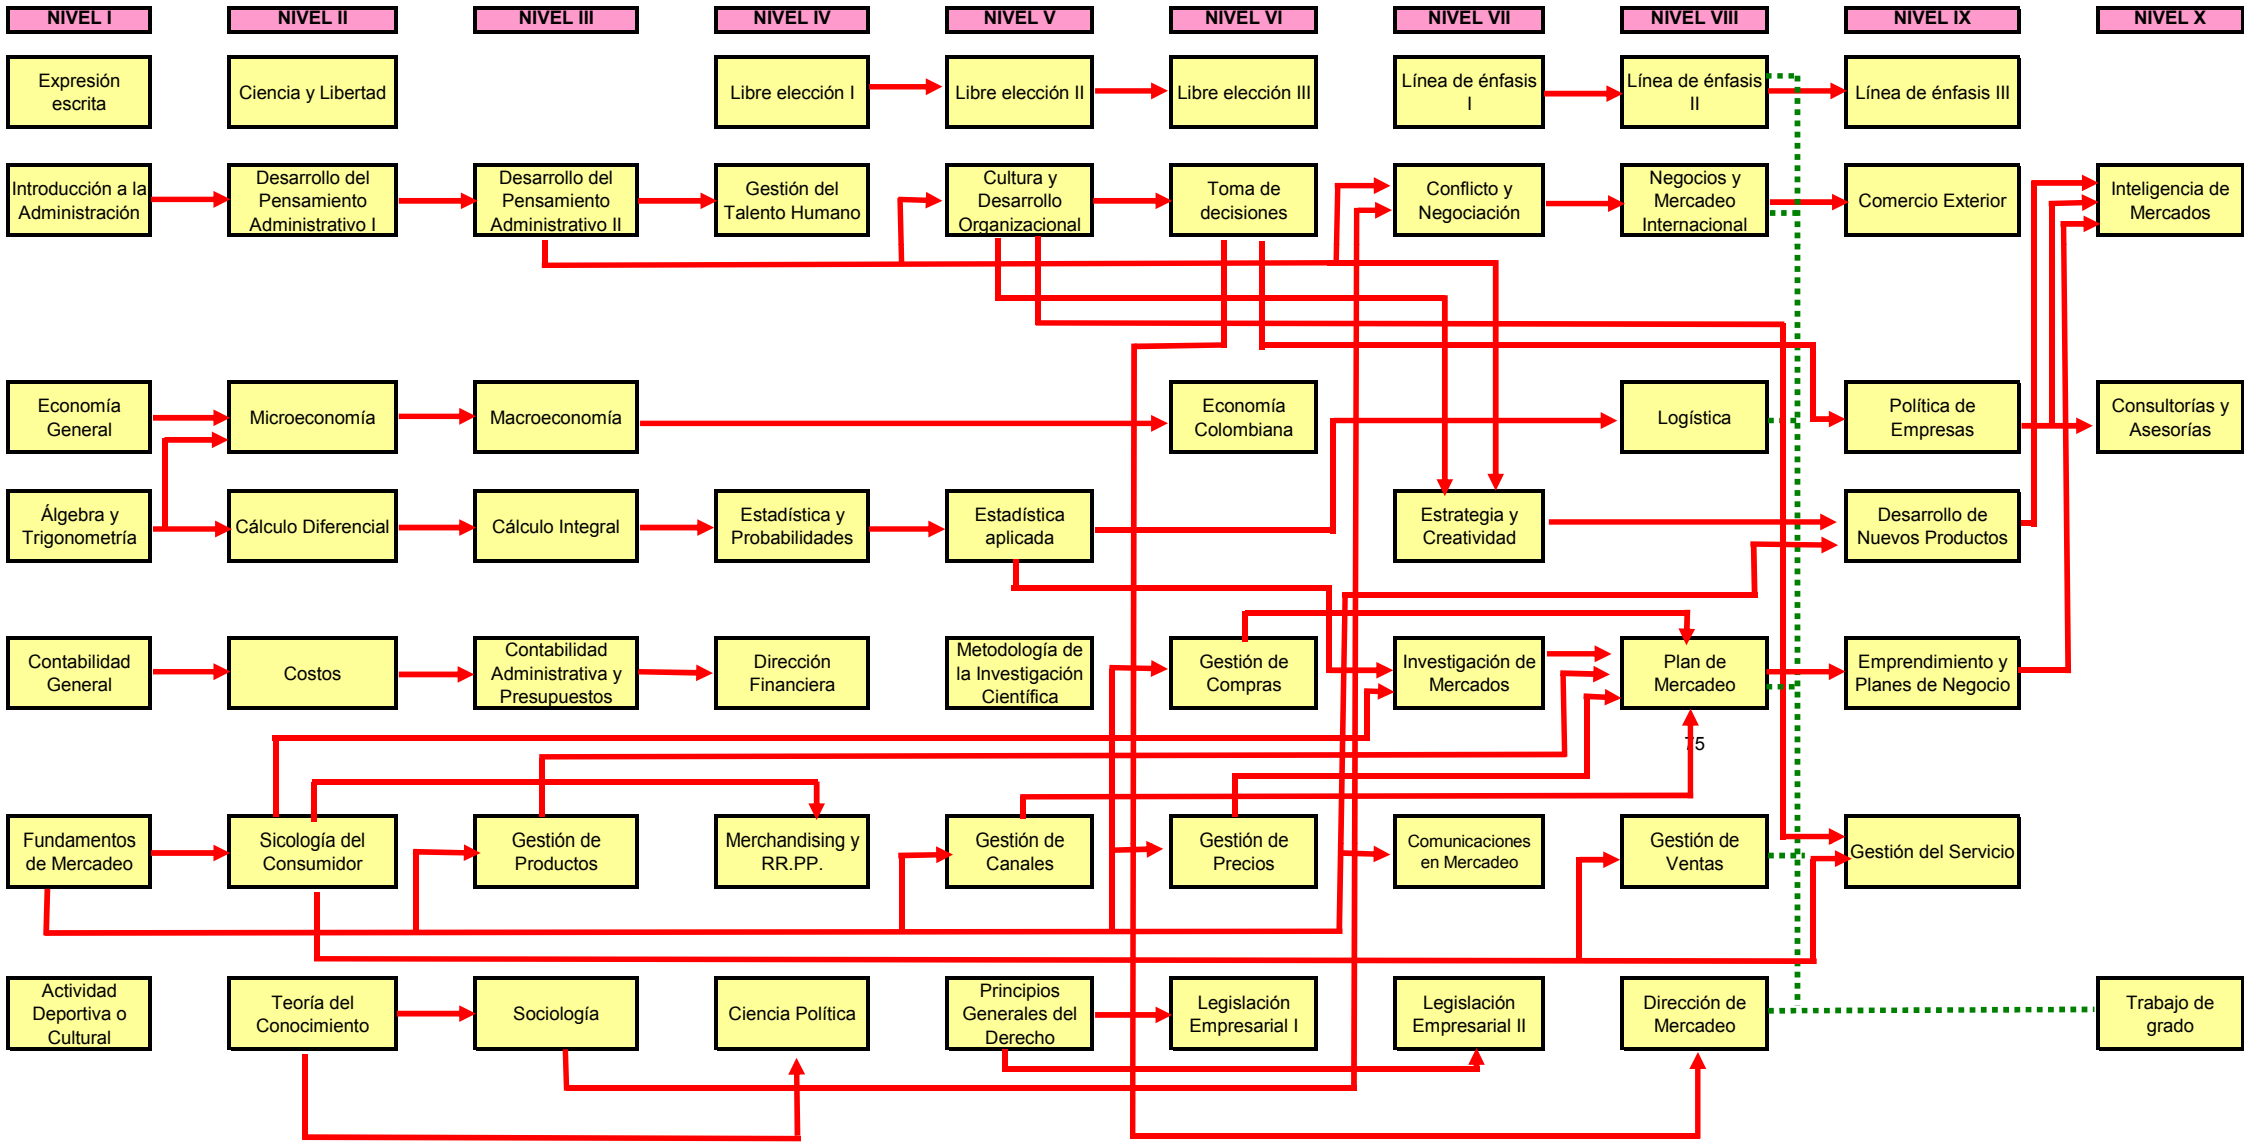 NIVEL I
NIVEL II
NIVEL III
NIVEL IV
NIVEL V
NIVEL VI
NIVEL VII
NIVEL VIII
NIVEL IX
NIVEL X
Expresión
escrita
Ciencia y Libertad
Libre elección I
Libre elección II
Libre elección III
Línea de énfasis
I
Línea de énfasis
II
Línea de énfasis III
Introducción a la
Administración
Desarrollo del
Pensamiento
Administrativo I
Desarrollo del
Pensamiento
Administrativo II
Gestión del
Talento Humano
Cultura y
Desarrollo
Organizacional
Toma de
decisiones
Conflicto y
Negociación
Negocios y
Mercadeo
Internacional
Comercio Exterior
Inteligencia de
Mercados
Economía
General
Microeconomía
Macroeconomía
Economía
Colombiana
Logística
Política de
Empresas
Consultorías y
Asesorías
Álgebra y
Trigonometría
Cálculo Diferencial
Cálculo Integral
Estadística y
Probabilidades
Estadística
aplicada
Estrategia y
Creatividad
Desarrollo de
Nuevos Productos
Contabilidad
General
Costos
Contabilidad
Administrativa y
Presupuestos
Dirección
Financiera
Metodología de
la Investigación
Científica
Gestión de
Compras
Investigación de
Mercados
Plan de
Mercadeo
Emprendimiento y
Planes de Negocio
75
Fundamentos
de Mercadeo
Sicología del
Consumidor
Gestión de
Productos
Merchandising y
RR.PP.
Gestión de
Canales
Gestión de
Precios
Comunicaciones
en Mercadeo
Gestión de
Ventas
Gestión del Servicio
Actividad
Deportiva o
Cultural
Teoría del
Conocimiento
Sociología
Ciencia Política
Principios
Generales del
Derecho
Legislación
Empresarial I
Legislación
Empresarial II
Dirección de
Mercadeo
Trabajo de
grado